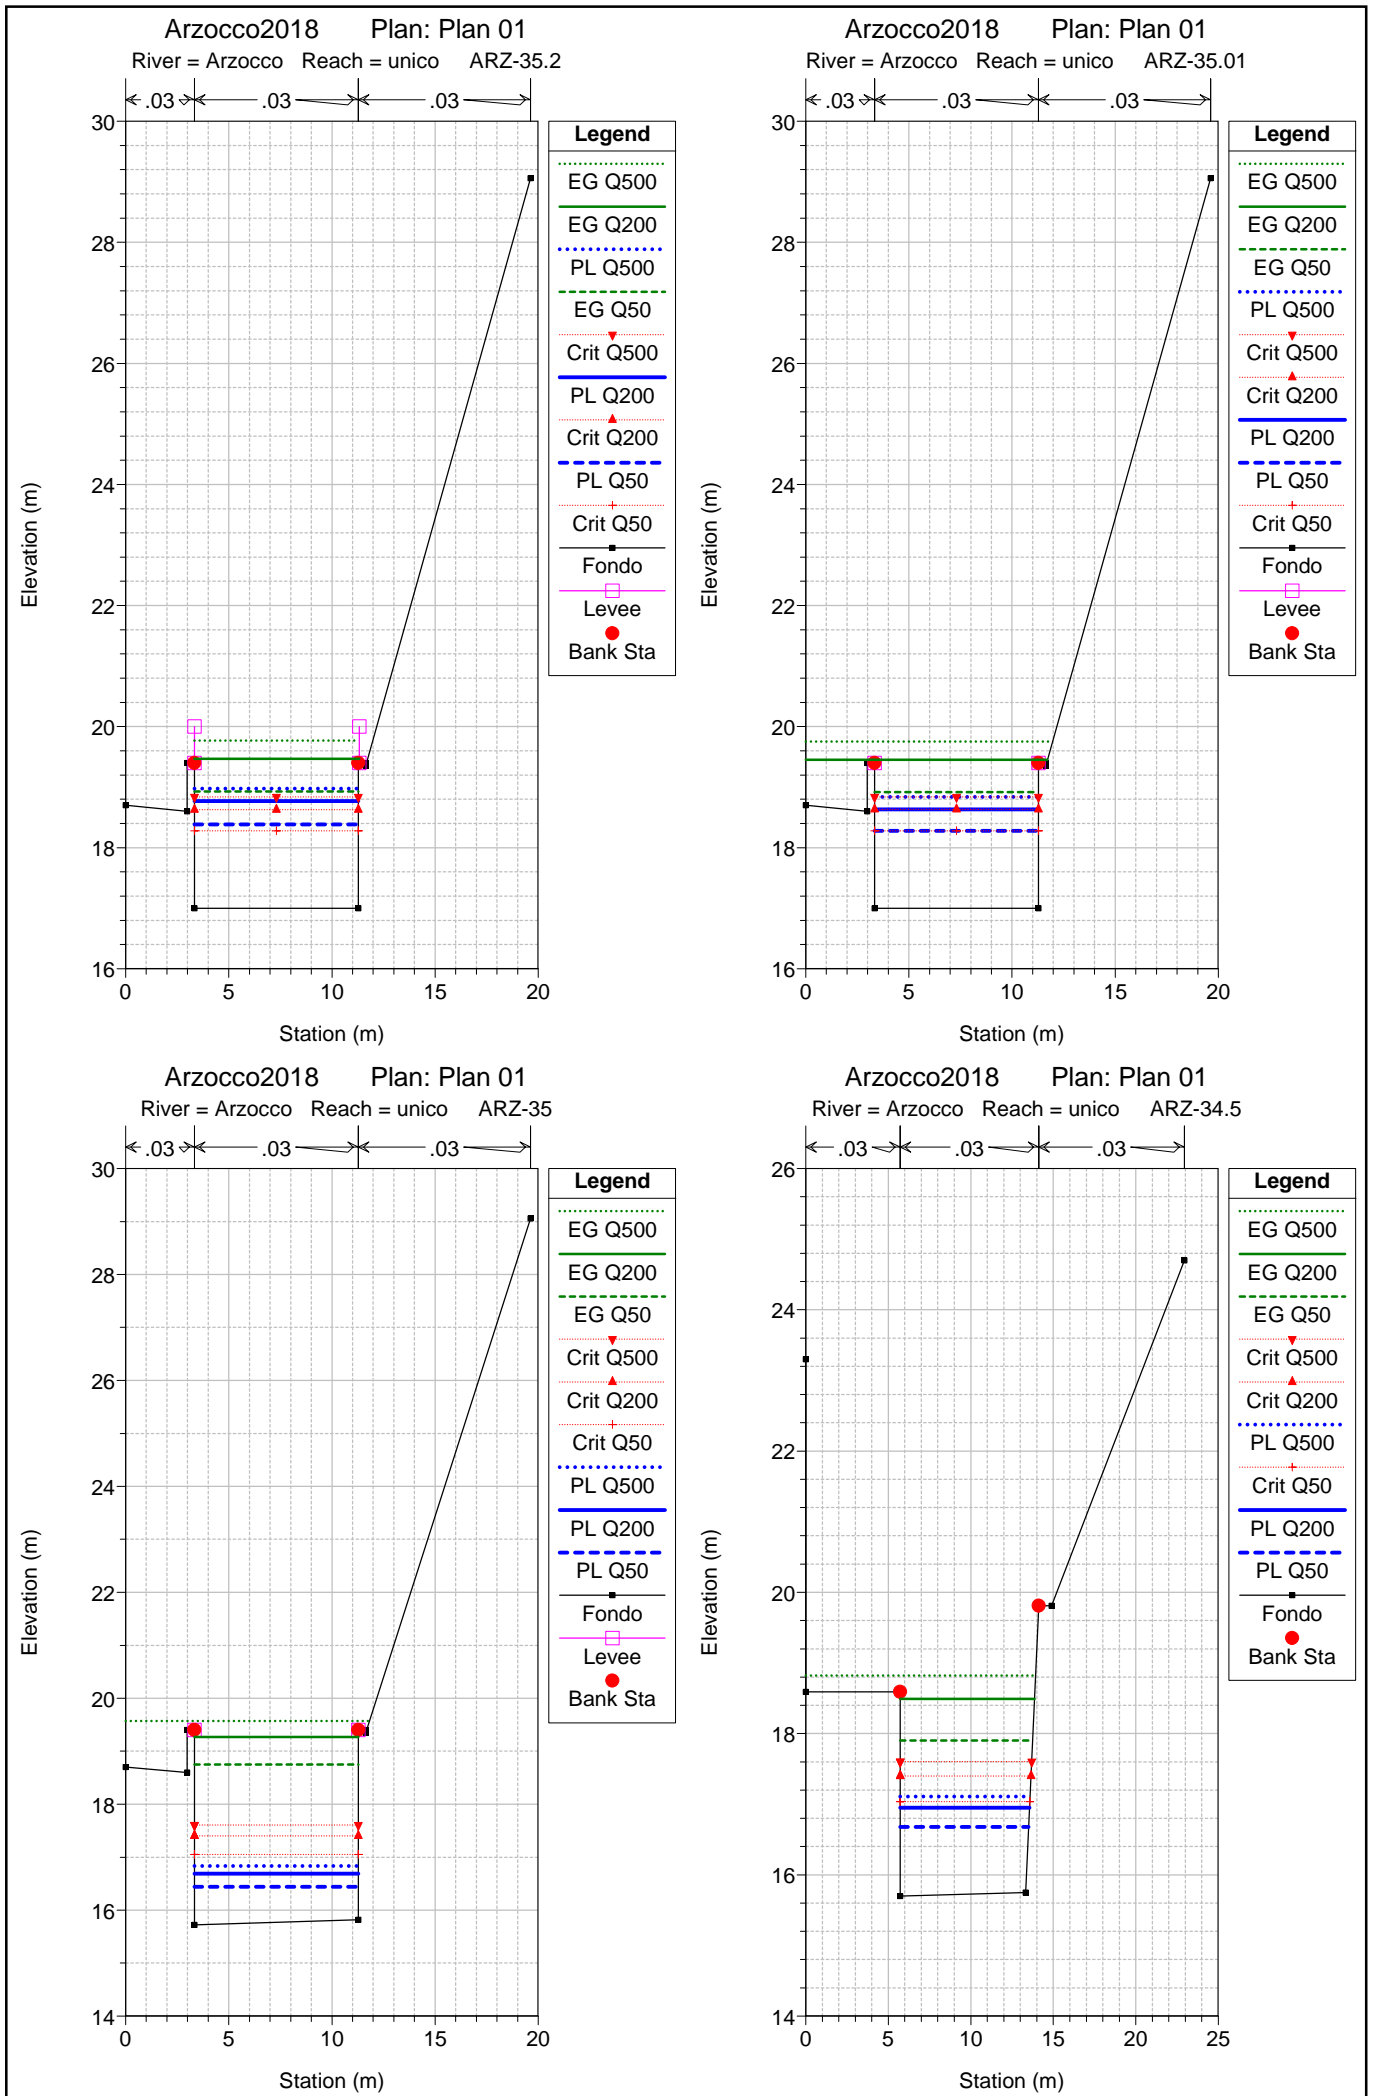 Arzocco2018 Plan: Plan 01
River = Arzocco Reach = unico ARZ-35.2
.03 .03 .03
Legend
EG Q500
EG Q200
PL Q500
EG Q50
Crit Q500
PL Q200
Crit Q200
PL Q50
Crit Q50
Fondo
Levee
Bank Sta
30
28
26
24
22
20
18
16
Elevation (m)
0 5 10 15 20
Station (m)
Arzocco2018 Plan: Plan 01
River = Arzocco Reach = unico ARZ-35.01
.03 .03 .03
Legend
EG Q500
EG Q200
EG Q50
PL Q500
Crit Q500
Crit Q200
PL Q200
PL Q50
Crit Q50
Fondo
Levee
Bank Sta
30
28
26
24
22
20
18
16
Elevation (m)
0 5 10 15 20
Station (m)
Arzocco2018 Plan: Plan 01
River = Arzocco Reach = unico ARZ-35
.03 .03 .03
Legend
EG Q500
EG Q200
EG Q50
Crit Q500
Crit Q200
Crit Q50
PL Q500
PL Q200
PL Q50
Fondo
Levee
Bank Sta
30
28
26
24
22
20
18
16
14
Elevation (m)
0 5 10 15 20
Station (m)
Arzocco2018 Plan: Plan 01
River = Arzocco Reach = unico ARZ-34.5
.03 .03 .03
Legend
EG Q500
EG Q200
EG Q50
Crit Q500
Crit Q200
PL Q500
Crit Q50
PL Q200
PL Q50
Fondo
Bank Sta
26
24
22
20
18
16
14
Elevation (m)
0 5 10 15 20 25
Station (m)